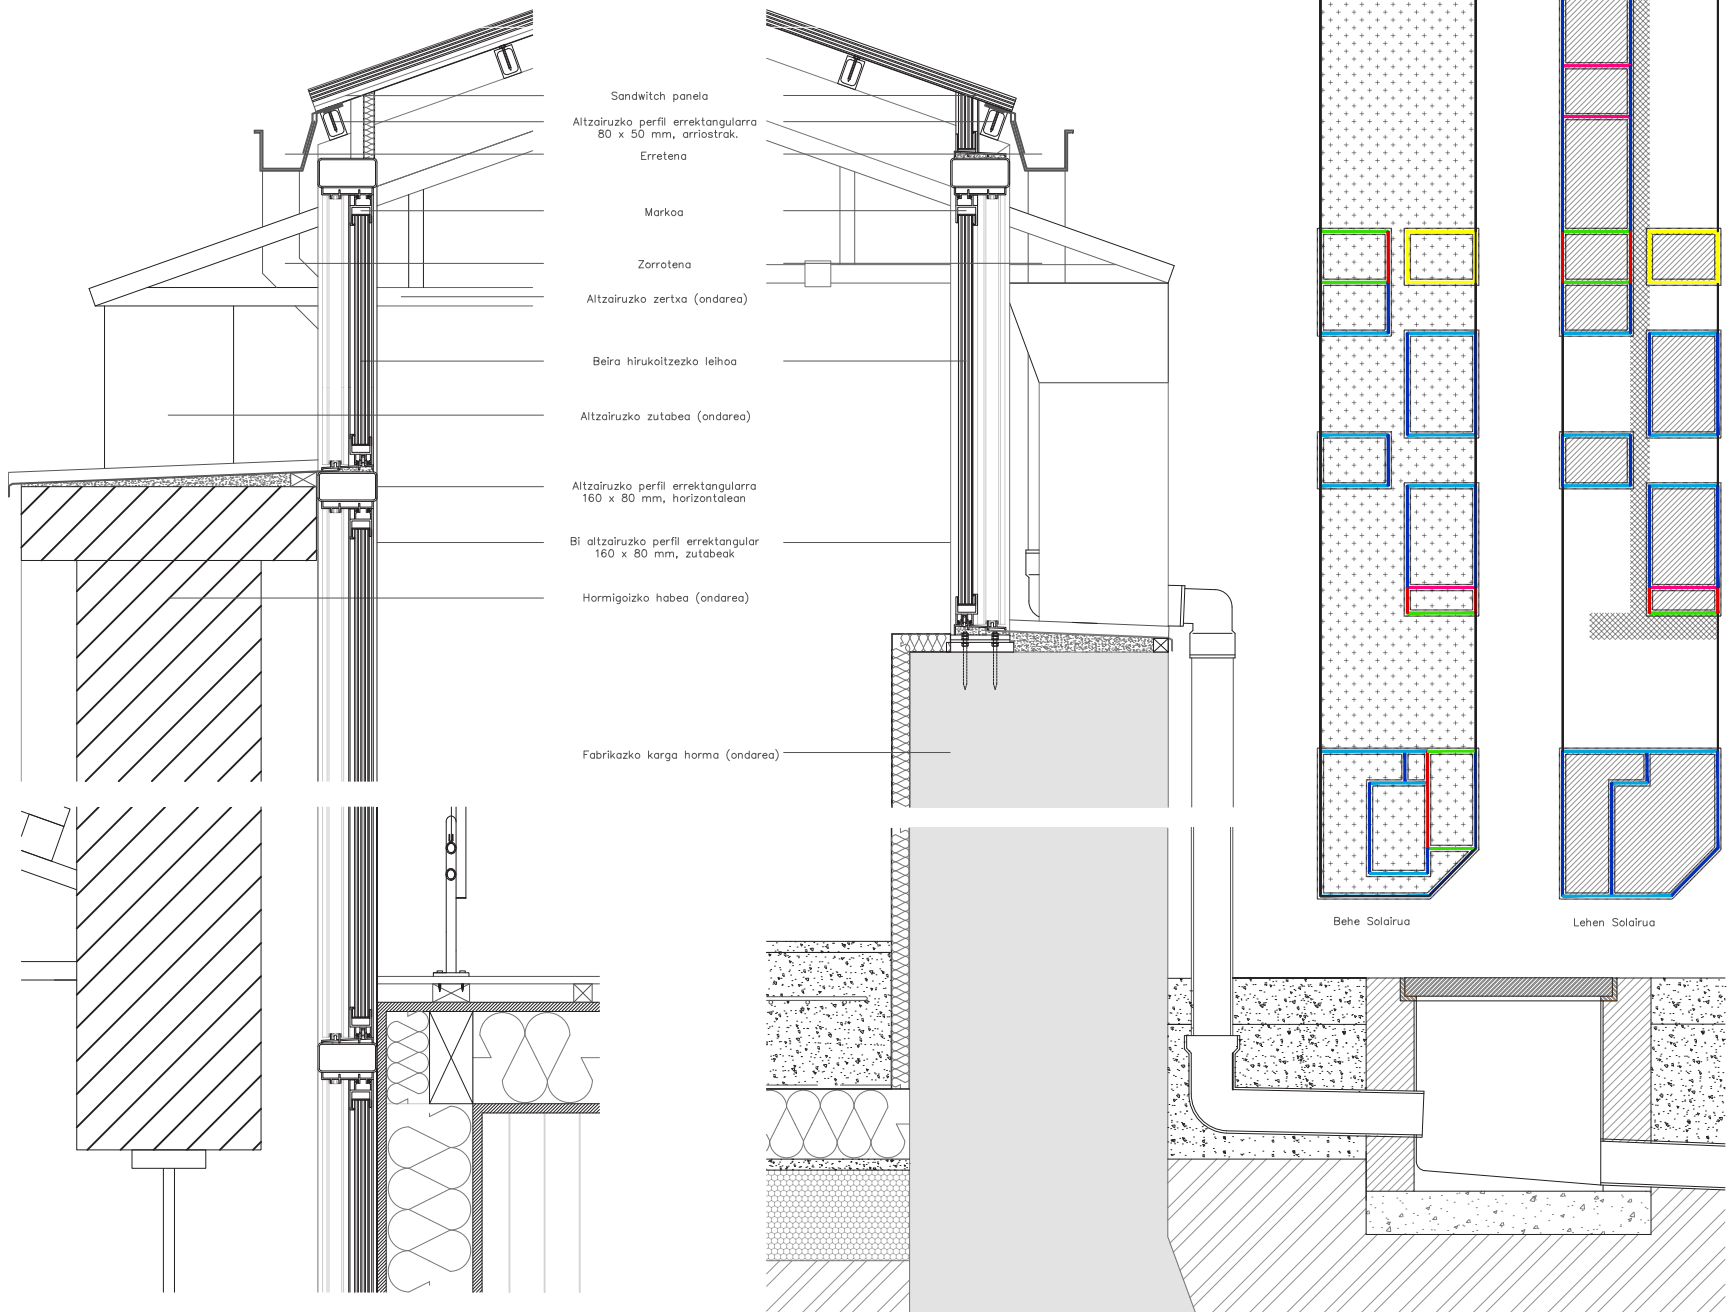 Sandwitch panela
Altzairuzko perfil errektangularra
80 x 50 mm, arriostrak.
Erretena
Markoa
Zorrotena
Altzairuzko zertxa (ondarea)
Beira hirukoitzezko leihoa
Altzairuzko zutabea (ondarea)
Altzairuzko perfil errektangularra
160 x 80 mm, horizontalean
Bi altzairuzko perfil errektangular
160 x 80 mm, zutabeak
Hormigoizko habea (ondarea)
Fabrikazko karga horma (ondarea)
Behe Solairua
Lehen Solairua